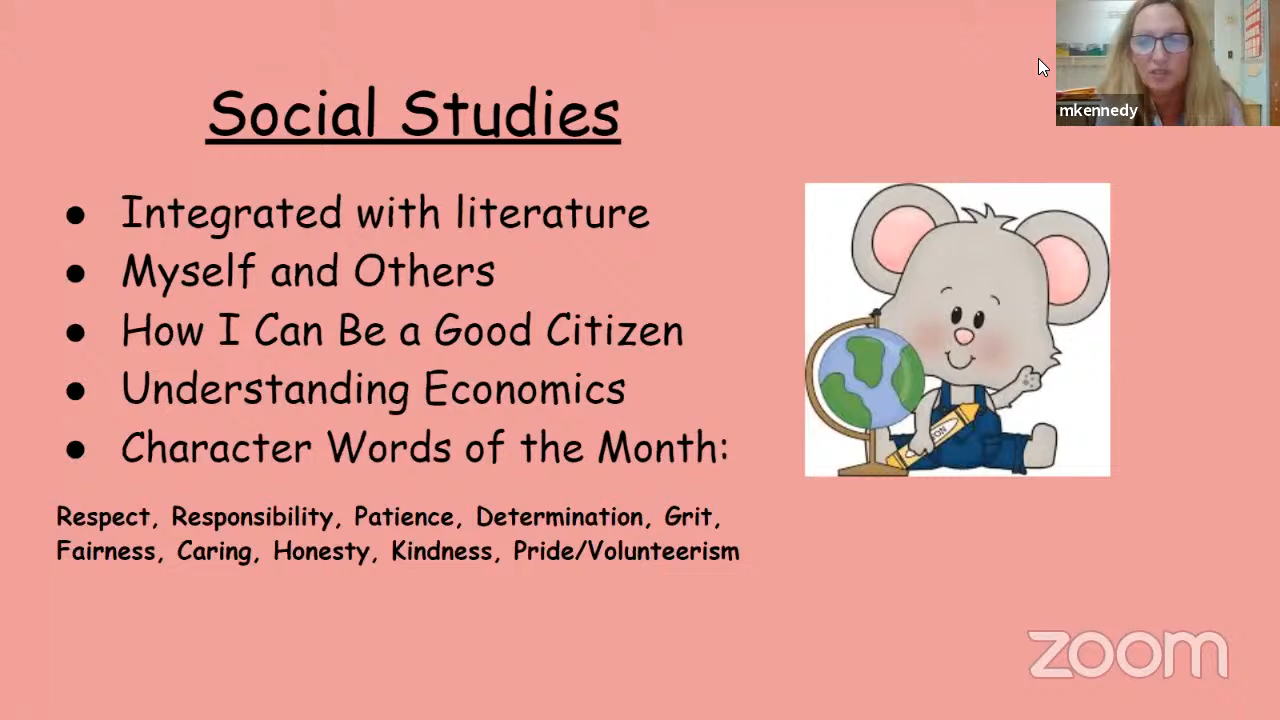 Social Studies
mkennedy
● Integrated with literature
● Myself and Others
● How I Can Be a Good Citizen
● Understanding Economics
● Character Words of the Month:
Respect, Responsibility, Patience, Determination, Grit,
Fairness, Caring, Honesty, Kindness, Pride/Volunteerism
zoom